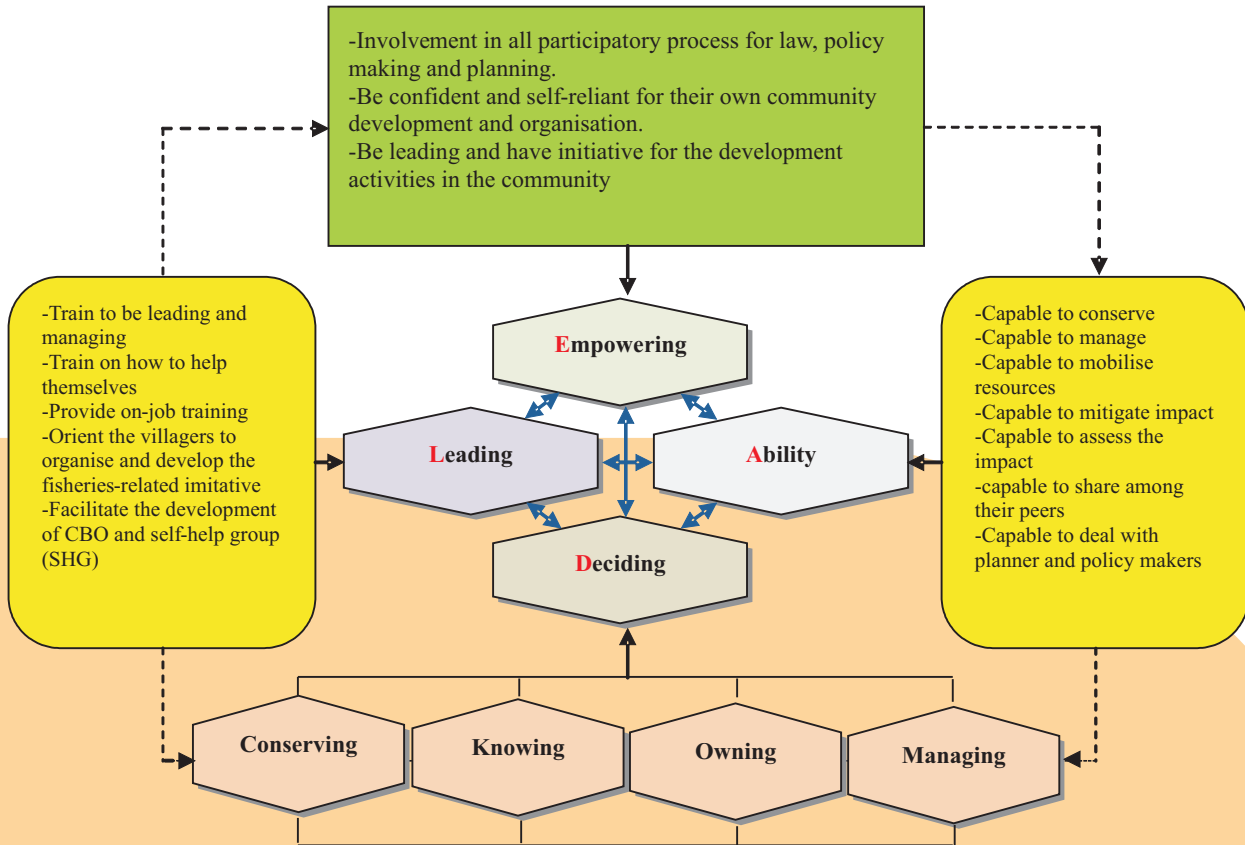 -Involvement in all participatory process for law, policy
making and planning.
-Be confident and self-reliant for their own community
development and organisation.
-Be leading and have initiative for the development
activities in the community
-Train to be leading and
managing
-Train on how to help
themselves
-Provide on-job training
-Orient the villagers to
organise and develop the
fisheries-related imitative
-Facilitate the development
of CBO and self-help group
(SHG)
Empowering
Leading
Ability
Deciding
-Capable to conserve
-Capable to manage
-Capable to mobilise
resources
-Capable to mitigate impact
-Capable to assess the
impact
-capable to share among
their peers
-Capable to deal with
planner and policy makers
Conserving
Knowing
Owning
Managing